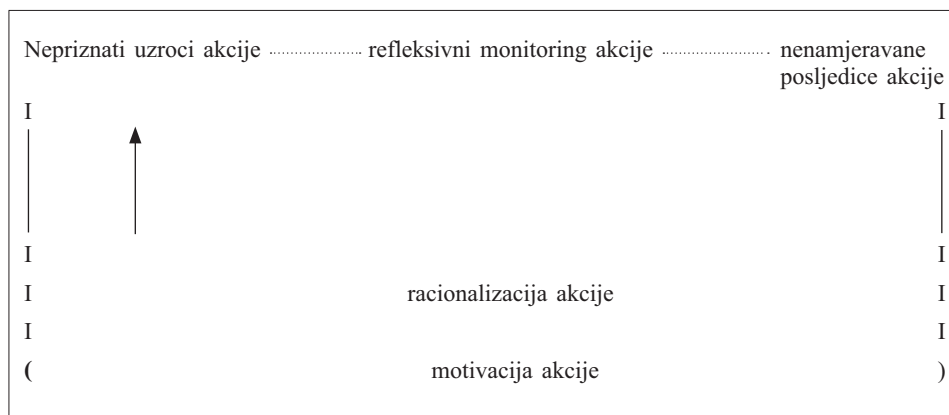 Nepriznati uzroci akcije ........................ refleksivni monitoring akcije ........................... nenamjeravane
posljedice akcije
I I
I I
I racionalizacija akcije I
I I
( motivacija akcije )